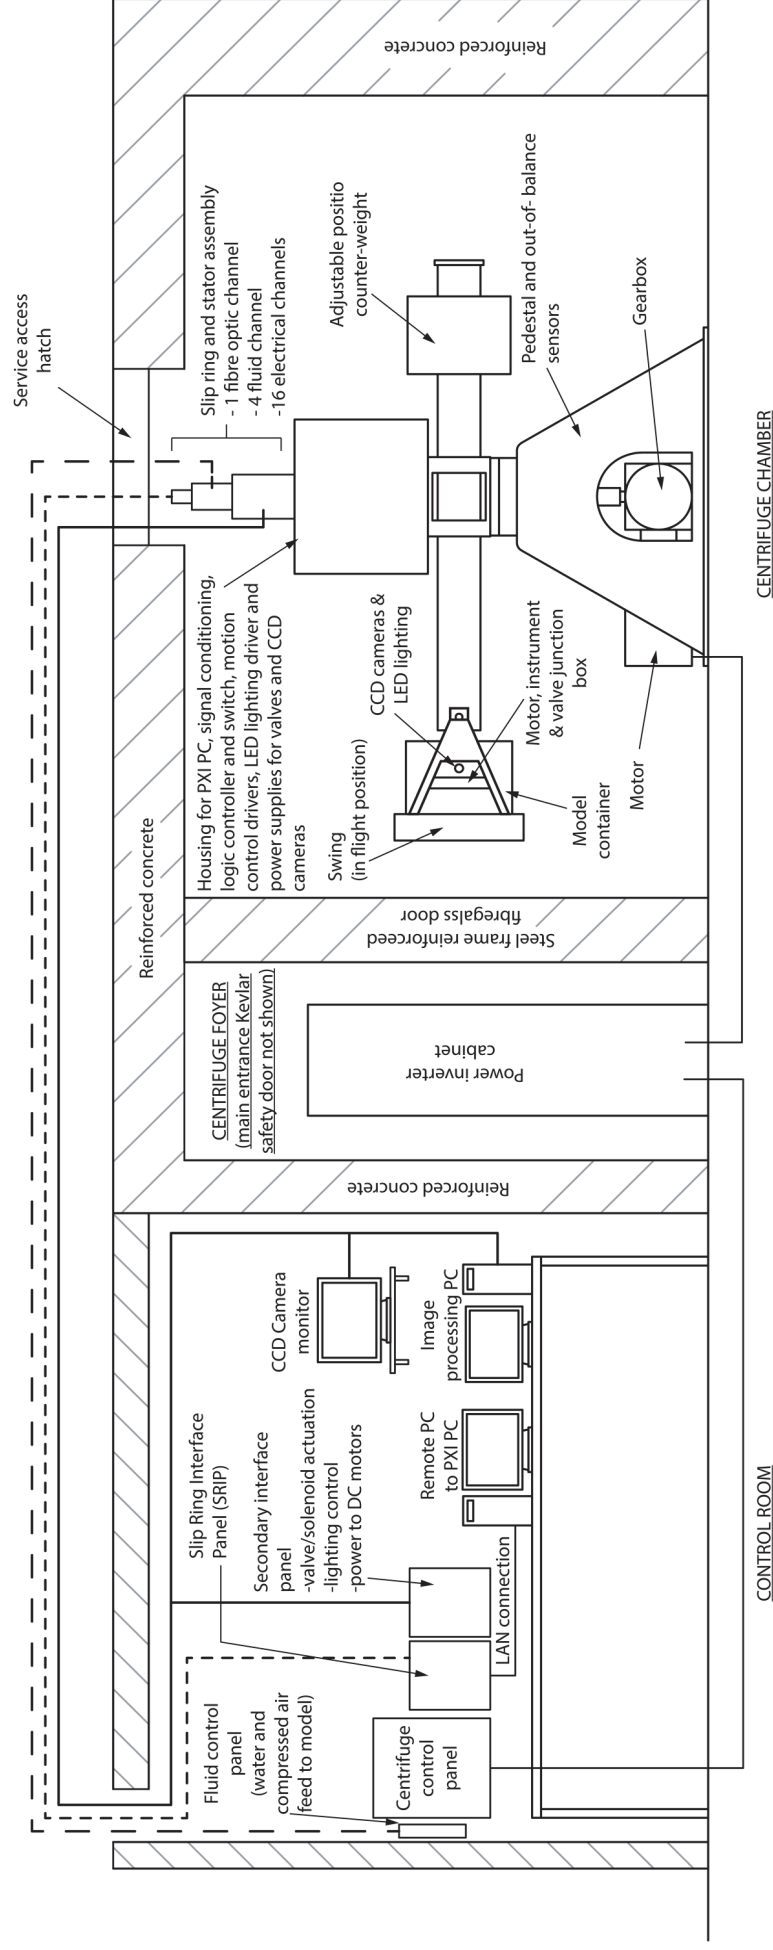 Service access
hatch
Reinforced concrete
Reinforced concrete
Slip ring and stator assembly
- 1 fibre optic channel
- 4 fluid channel
-16 electrical channels
Adjustable positio
counter-weight
Pedestal and out-of- balance
sensors
Gearbox
Housing for PXI PC, signal conditioning,
logic controller and switch, motion
control drivers, LED lighting driver and
power supplies for valves and CCD
cameras
CCD cameras &
LED lighting
Motor, instrument
& valve junction
box
Swing
(in flight position)
Model
container
Motor
CENTRIFUGE CHAMBER
Steel frame reinforceed
fibregalss door
CENTRIFUGE FOYER
(main entrance Kevlar
safety door not shown)
Power inverter
cabinet
Reinforced concrete
Slip Ring Interface
Panel (SRIP)
Secondary interface
panel
-valve/solenoid actuation
-lighting control
-power to DC motors
CCD Camera
monitor
Remote PC
to PXI PC
Image
processing PC
LAN connection
Fluid control
panel
(water and
compressed air
feed to model)
Centrifuge
control
panel
CONTROL ROOM